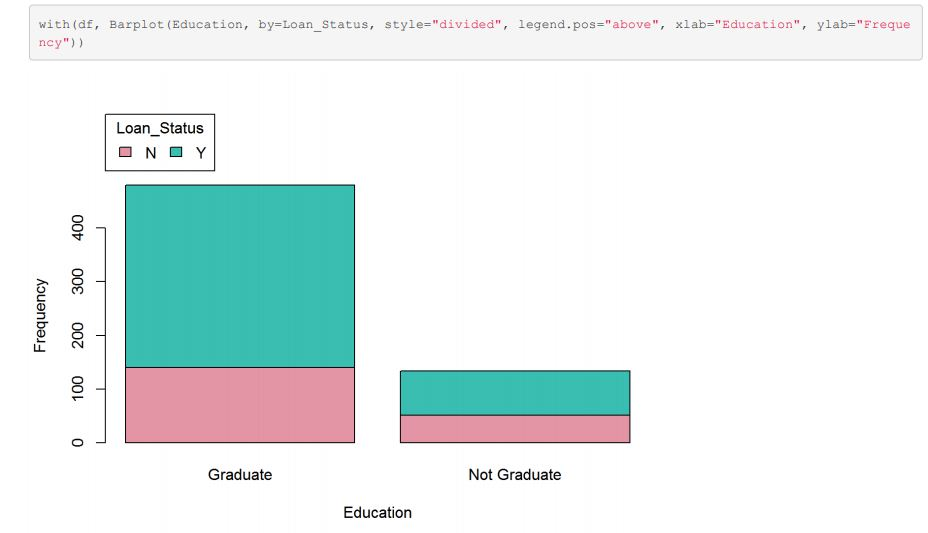 with(df, Barplot(Education, by=Loan_Status, style="divided", legend.pos="above", xlab="Education", ylab="Freque
ncy"))
Loan_Status
N Y
Frequency
400
300
200
100
0
Graduate Not Graduate
Education